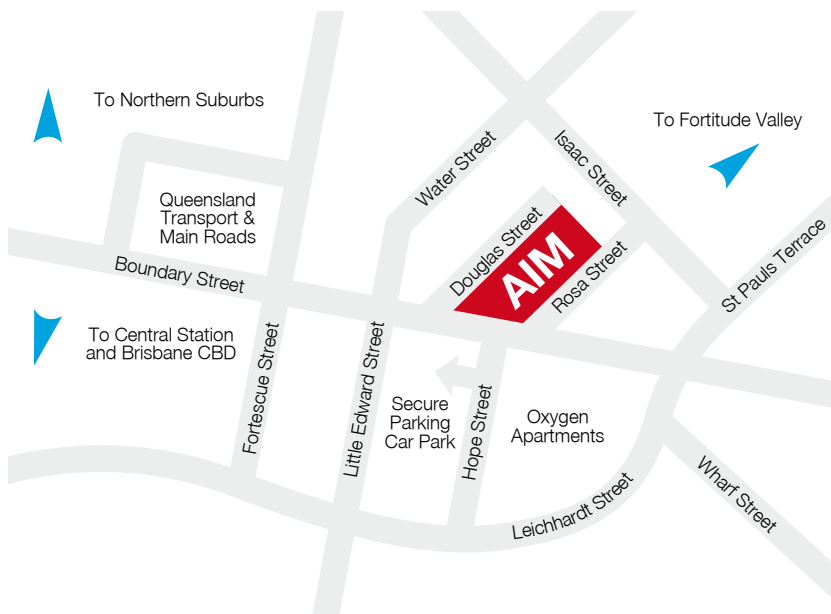 To Northern Suburbs
To Fortitude Valley
Water Street
Isaac Street
Queensland
Transport &
Main Roads
Douglas Street
AIM
Rosa Street
St Pauls Terrace
Boundary Street
To Central Station
and Brisbane CBD
Fortescue Street
Little Edward Street
Secure
Parking
Car Park
Hope Street
Oxygen
Apartments
Leichhardt Street
Wharf Street